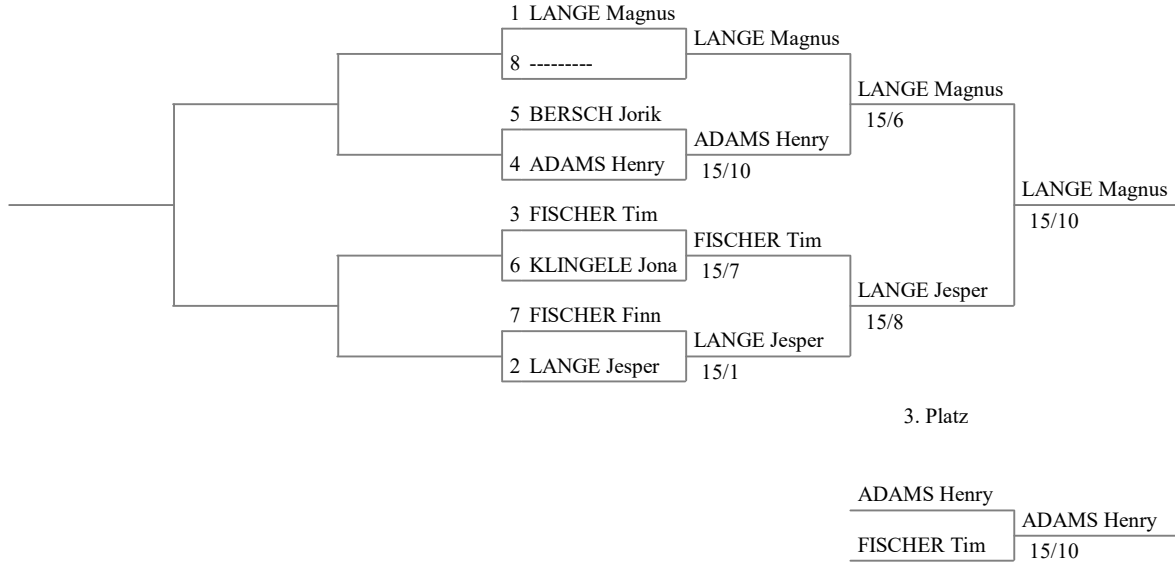 1 LANGE Magnus
LANGE Magnus
8 ---------
LANGE Magnus
15/6
5 BERSCH Jorik
ADAMS Henry
4 ADAMS Henry
15/10
LANGE Magnus
15/10
3 FISCHER Tim
FISCHER Tim
6 KLINGELE Jona
15/7
LANGE Jesper
15/8
7 FISCHER Finn
LANGE Jesper
2 LANGE Jesper
15/1
3. Platz
ADAMS Henry
ADAMS Henry
FISCHER Tim
15/10